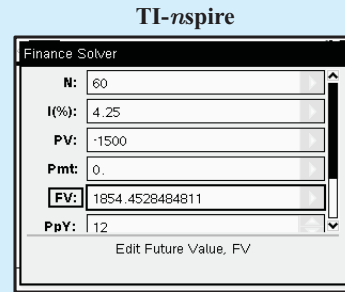 TI-nspire
Finance Solver
N: 60
I(%): 4.25
PV: -1500
Pmt: 0.
FV: 1854.4528484811
PpY: 12
Edit Future Value, FV